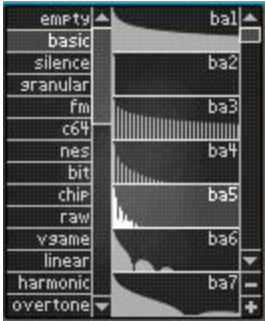 empty
basic
silence
granular
fm
c64
nes
bit
chip
raw
vgame
linear
harmonic
overtone
ba1
ba2
ba3
ba4
ba5
ba6
ba7